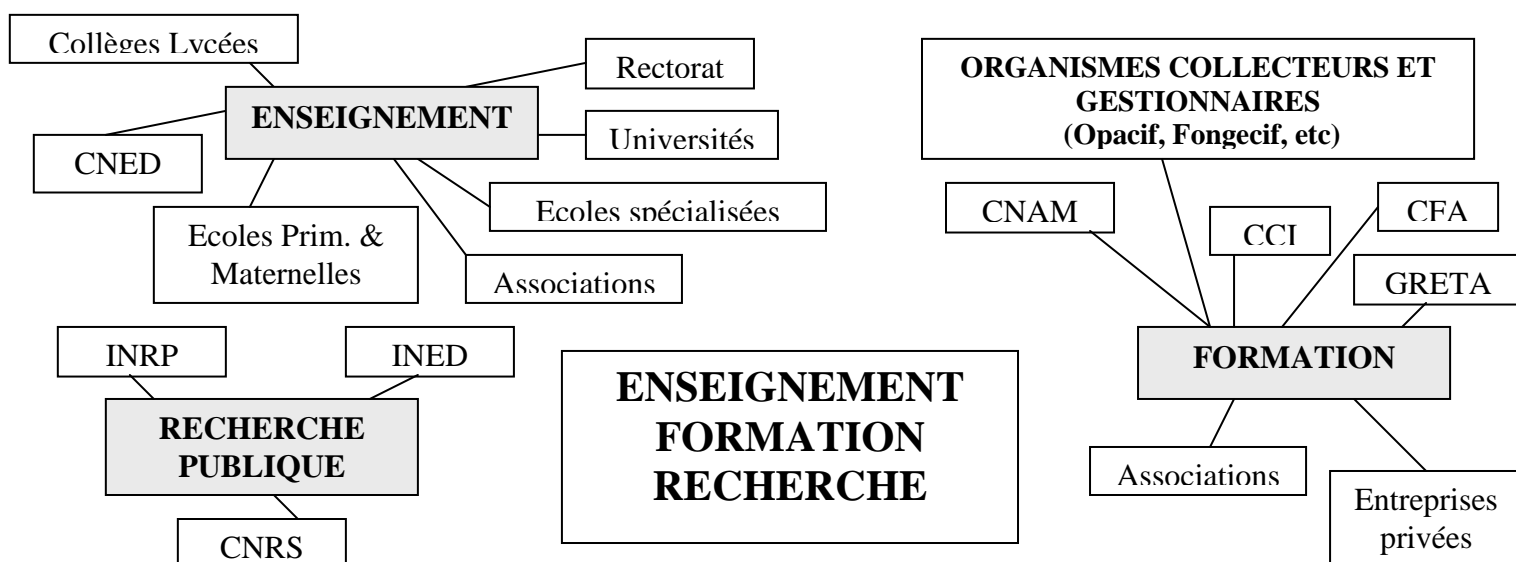 Collèges Lycées
Rectorat
ENSEIGNEMENT
CNED
Universités
Ecoles spécialisées
Ecoles Prim. &
Maternelles
Associations
ORGANISMES COLLECTEURS ET
GESTIONNAIRES
(Opacif, Fongecif, etc)
CNAM
CCI
CFA
GRETA
FORMATION
Associations
Entreprises
privées
INRP
INED
RECHERCHE
PUBLIQUE
CNRS
ENSEIGNEMENT
FORMATION
RECHERCHE